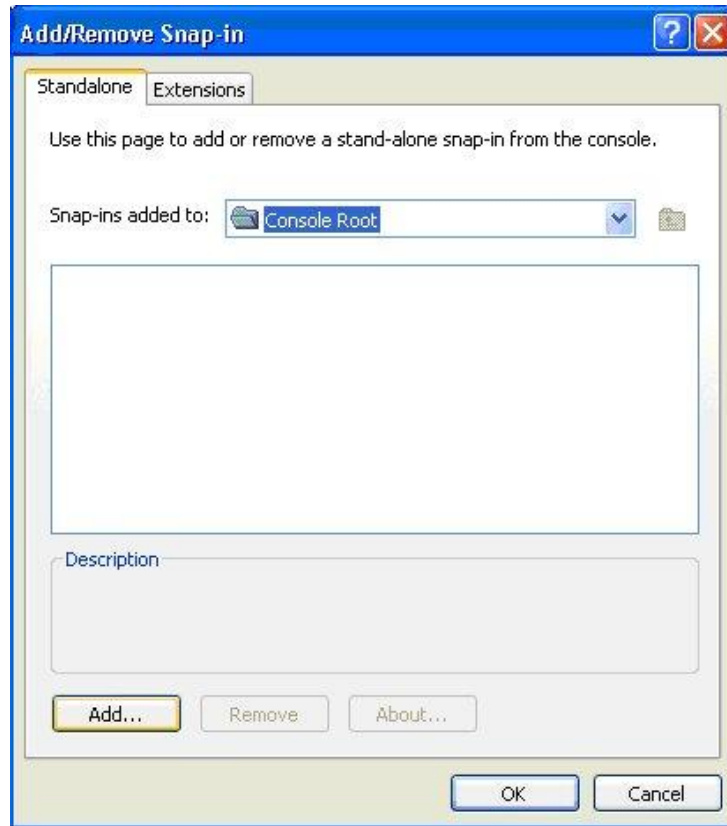 Add/Remove Snap-in
Standalone
Extensions
Use this page to add or remove a stand-alone snap-in from the console.
Snap-ins added to:
Console Root
Description
Add...
Remove
About...
OK
Cancel